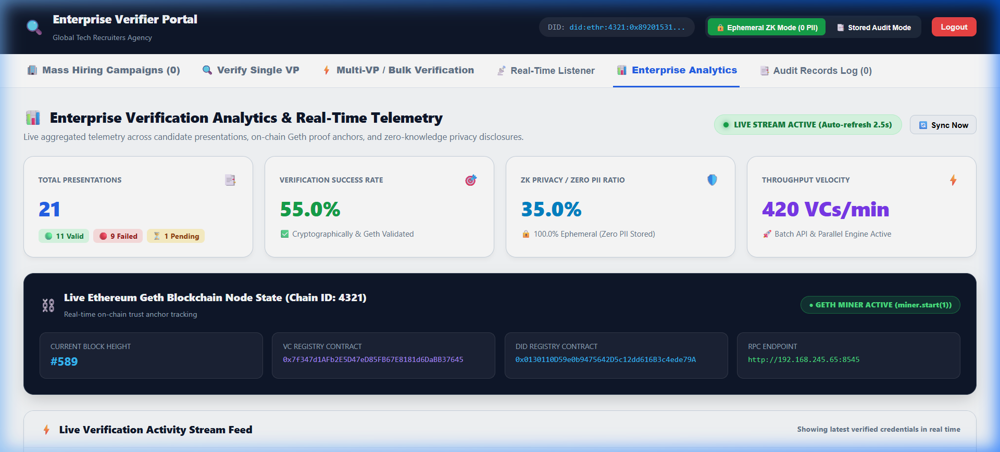 Enterprise Verifier Portal
Global Tech Recruiters Agency
DID: did:ethr:4321:0x89201531...
Ephemeral ZK Mode (0 PII)
Stored Audit Mode
Logout
Mass Hiring Campaigns (0)
Verify Single VP
Multi-VP / Bulk Verification
Real-Time Listener
Enterprise Analytics
Audit Records Log (0)
Enterprise Verification Analytics & Real-Time Telemetry
Live aggregated telemetry across candidate presentations, on-chain Geth proof anchors, and zero-knowledge privacy disclosures.
LIVE STREAM ACTIVE (Auto-refresh 2.5s)
Sync Now
TOTAL PRESENTATIONS
21
11 Valid
9 Failed
1 Pending
VERIFICATION SUCCESS RATE
55.0%
Cryptographically & Geth Validated
ZK PRIVACY / ZERO PII RATIO
35.0%
100.0% Ephemeral (Zero PII Stored)
THROUGHPUT VELOCITY
420 VCs/min
Batch API & Parallel Engine Active
Live Ethereum Geth Blockchain Node State (Chain ID: 4321)
Real-time on-chain trust anchor tracking
● GETH MINER ACTIVE (miner.start(1))
CURRENT BLOCK HEIGHT
#589
VC REGISTRY CONTRACT
0x7f347d1AFb2E5D47eD85FB67E8181d6DaBB37645
DID REGISTRY CONTRACT
0x0130110D59e0b9475642D5c12dd616B3c4ede79A
RPC ENDPOINT
http://192.168.245.65:8545
Live Verification Activity Stream Feed
Showing latest verified credentials in real time